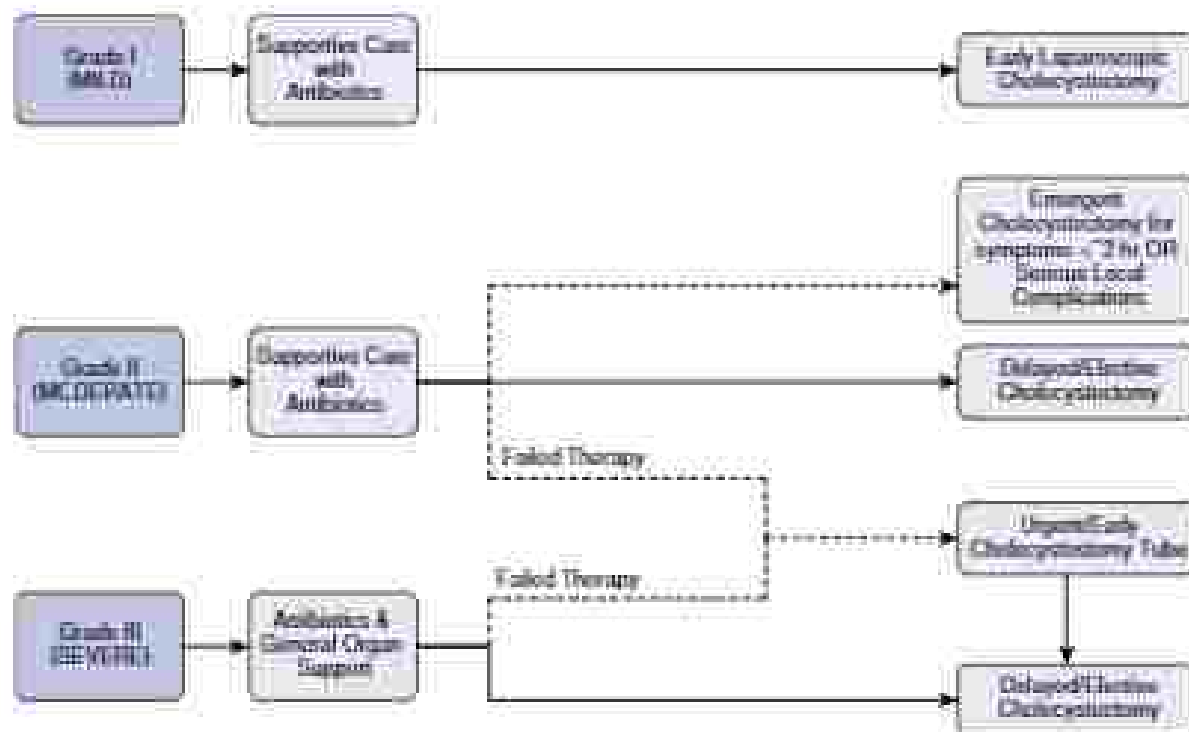 Grade I
(MILD)
Supportive Care
with
Antibiotics
Early Laparoscopic
Cholecystectomy
Emergent
Cholecystectomy for
symptoms hr OR
Serious Local
Complications
Grade II
(MODERATE)
Supportive Care
with
Antibiotics
Delayed/Elective
Cholecystectomy
Failed Therapy
Urgent/Early
Cholecystostomy Tube
Failed Therapy
Grade III
(SEVERE)
Antibiotics &
General Organ
Support
Delayed/Elective
Cholecystectomy